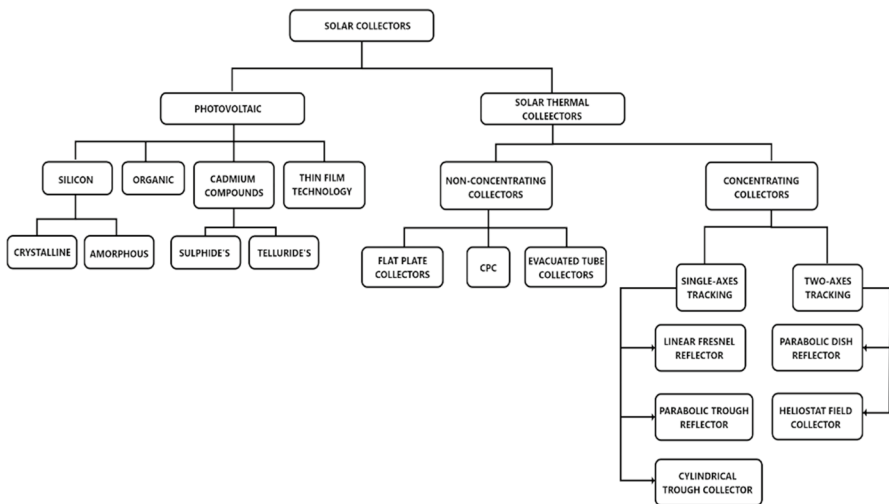 SOLAR COLLECTORS
PHOTOVOLTAIC
SOLAR THERMAL
COLLEECTORS
SILICON
ORGANIC
CADMIUM
COMPOUNDS
THIN FILM
TECHNOLOGY
NON-CONCENTRATING
COLLECTORS
CONCENTRATING
COLLECTORS
CRYSTALLINE
AMORPHOUS
SULPHIDE'S
TELLURIDE'S
FLAT PLATE
COLLECTORS
CPC
EVACUATED TUBE
COLLECTORS
SINGLE-AXES
TRACKING
TWO-AXES
TRACKING
LINEAR FRESNEL
REFLECTOR
PARABOLIC DISH
REFLECTOR
PARABOLIC TROUGH
REFLECTOR
HELIOSTAT FIELD
COLLECTOR
CYLINDRICAL
TROUGH COLLECTOR